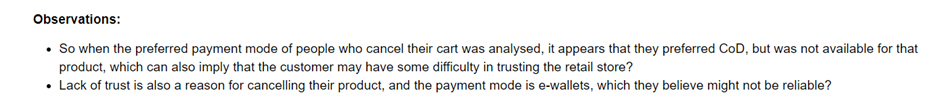 Observations:
• So when the preferred payment mode of people who cancel their cart was analysed, it appears that they preferred CoD, but was not available for that
product, which can also imply that the customer may have some difficulty in trusting the retail store?
• Lack of trust is also a reason for cancelling their product, and the payment mode is e-wallets, which they believe might not be reliable?